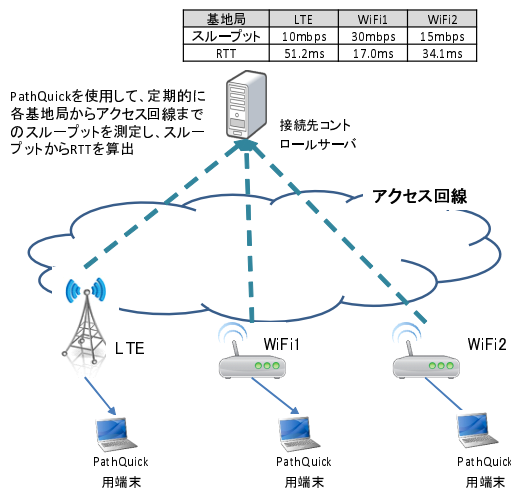 基地局 LTE WiFi1 WiFi2
スループット 10mbps 30mbps 15mbps
RTT 51.2ms 17.0ms 34.1ms
PathQuickを使用して、定期的に
各基地局からアクセス回線まで
のスループットを測定し、スルー
プットからRTTを算出
接続先コント
ロールサーバ
アクセス回線
LTE
WiFi1
WiFi2
PathQuick
用端末
PathQuick
用端末
PathQuick
用端末